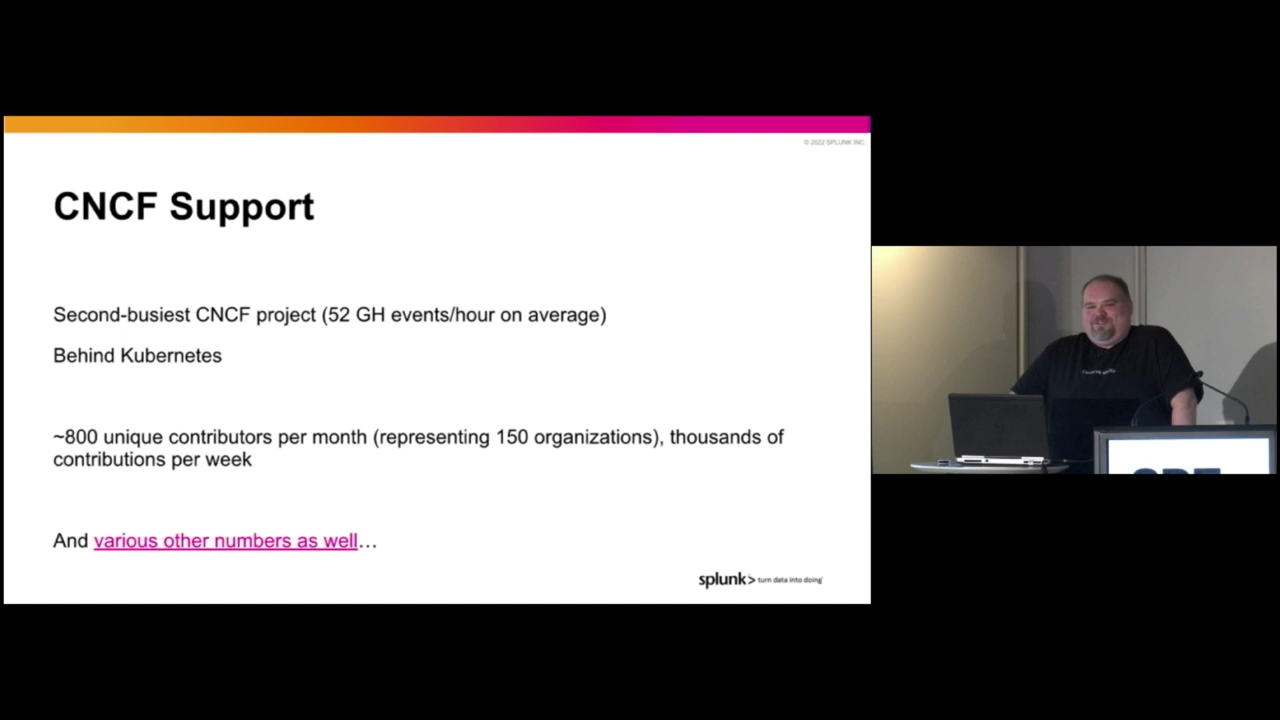 © 2022 SPLUNK INC.
CNCF Support
Second-busiest CNCF project (52 GH events/hour on average)
Behind Kubernetes
~800 unique contributors per month (representing 150 organizations), thousands of
contributions per week
And various other numbers as well…
splunk> turn data into doing